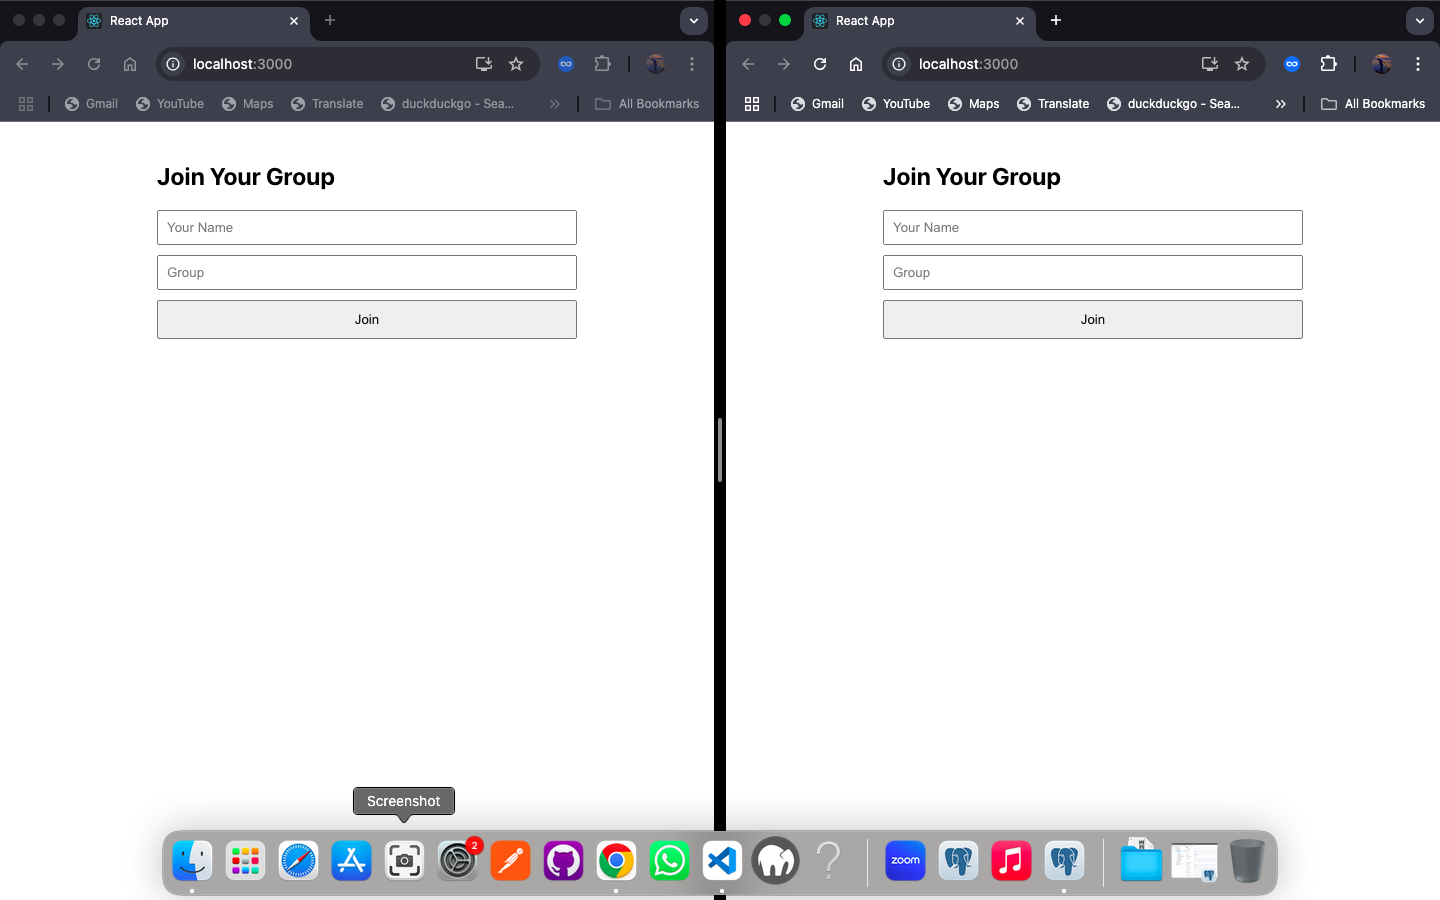 React App
localhost:3000
Gmail YouTube Maps Translate duckduckgo - Sea... All Bookmarks
Join Your Group
Your Name
Group
Join
React App
localhost:3000
Gmail YouTube Maps Translate duckduckgo - Sea... All Bookmarks
Join Your Group
Your Name
Group
Join
Screenshot
2
zoom